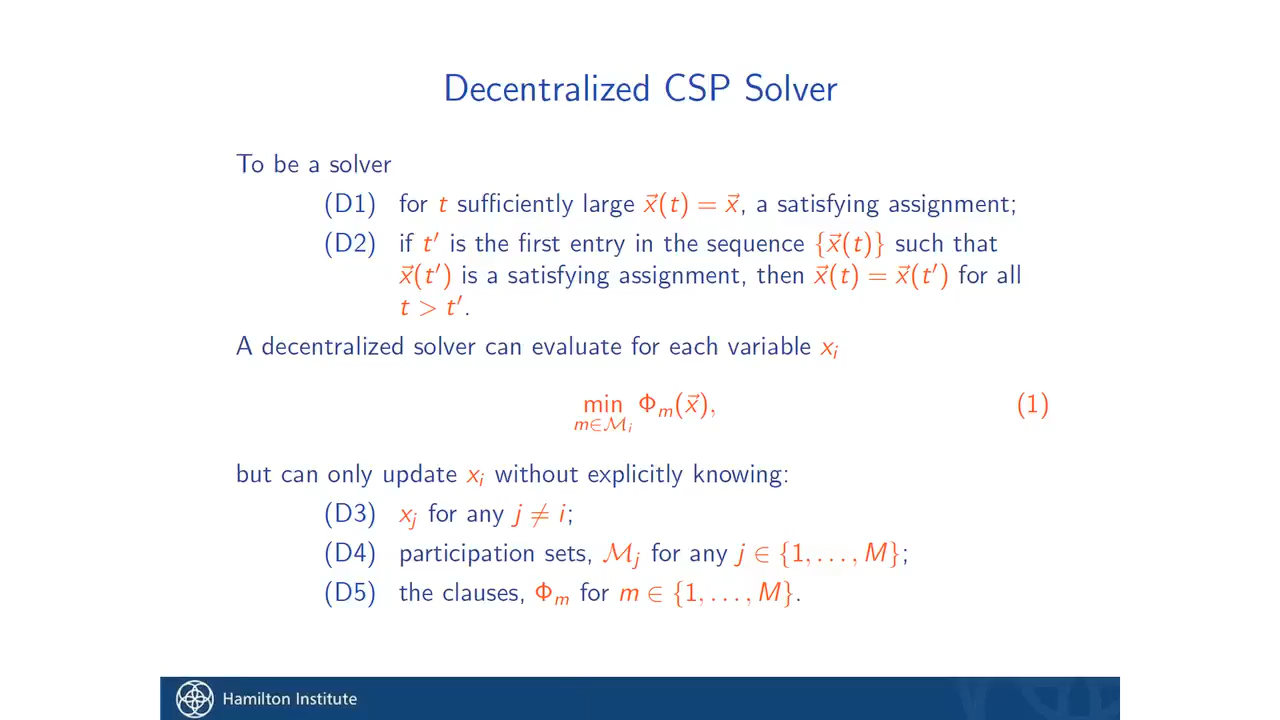 Decentralized CSP Solver
To be a solver
(D1) for t sufficiently large x⃗(t) = x⃗, a satisfying assignment;
(D2) if t′ is the first entry in the sequence {x⃗(t)} such that
x⃗(t′) is a satisfying assignment, then x⃗(t) = x⃗(t′) for all
t > t′.
A decentralized solver can evaluate for each variable xᵢ
min Φₘ(x⃗), (1)
m∈ℳᵢ
but can only update xᵢ without explicitly knowing:
(D3) xⱼ for any j ≠ i;
(D4) participation sets, ℳⱼ for any j ∈ {1, . . . , M};
(D5) the clauses, Φₘ for m ∈ {1, . . . , M}.
Hamilton Institute